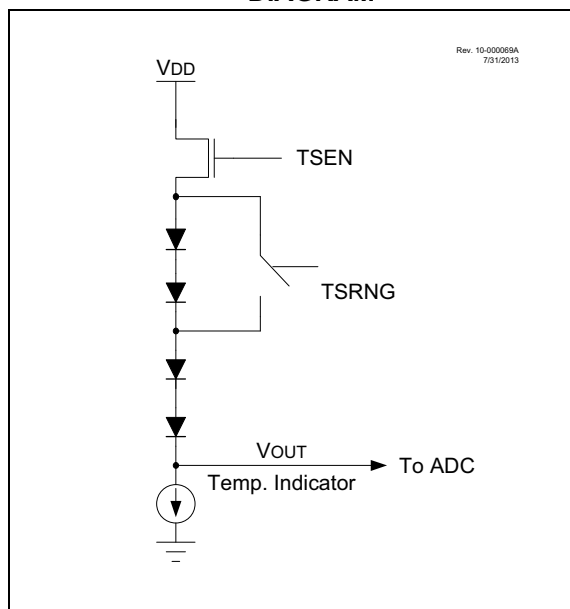 DIAGRAM
Rev. 10-000069A
7/31/2013
VDD
TSEN
TSRNG
VOUT
To ADC
Temp. Indicator